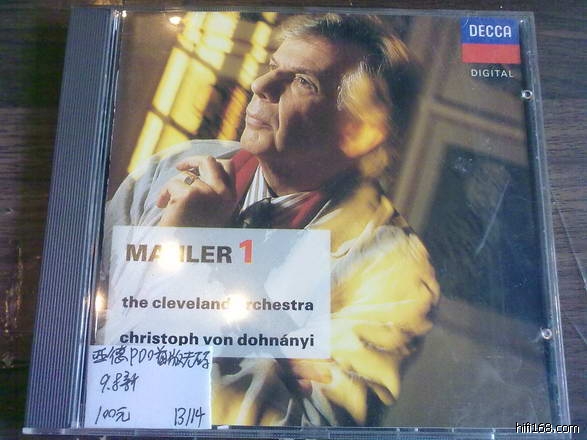 DECCA
DIGITAL
MAHLER 1
the cleveland orchestra
christoph von dohnányi
西德PDO首版无码
9.8新
100元 13114
hifi168.com